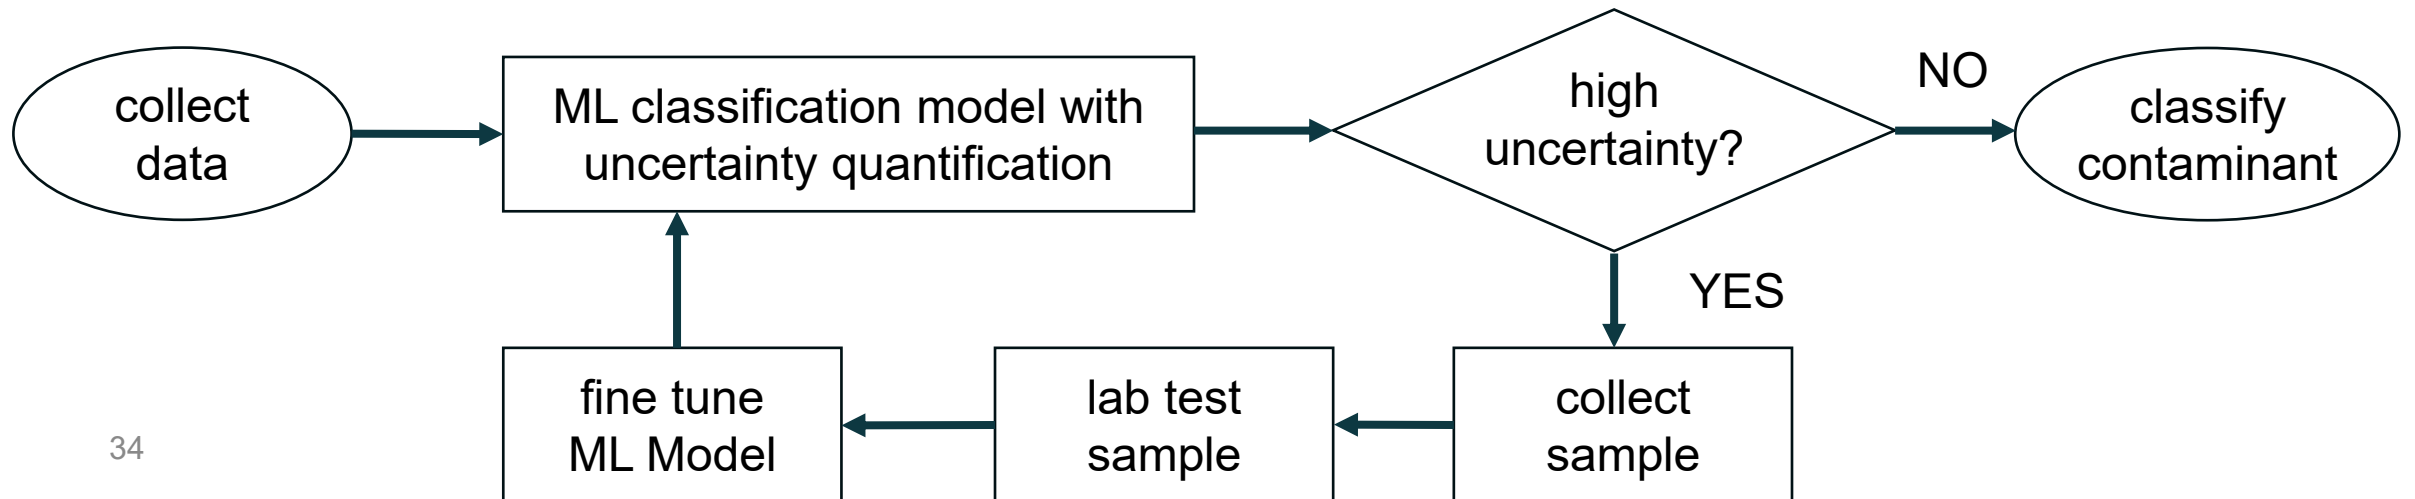 collect
data
ML classification model with
uncertainty quantification
high
uncertainty?
NO
classify
contaminant
YES
fine tune
ML Model
lab test
sample
collect
sample
34